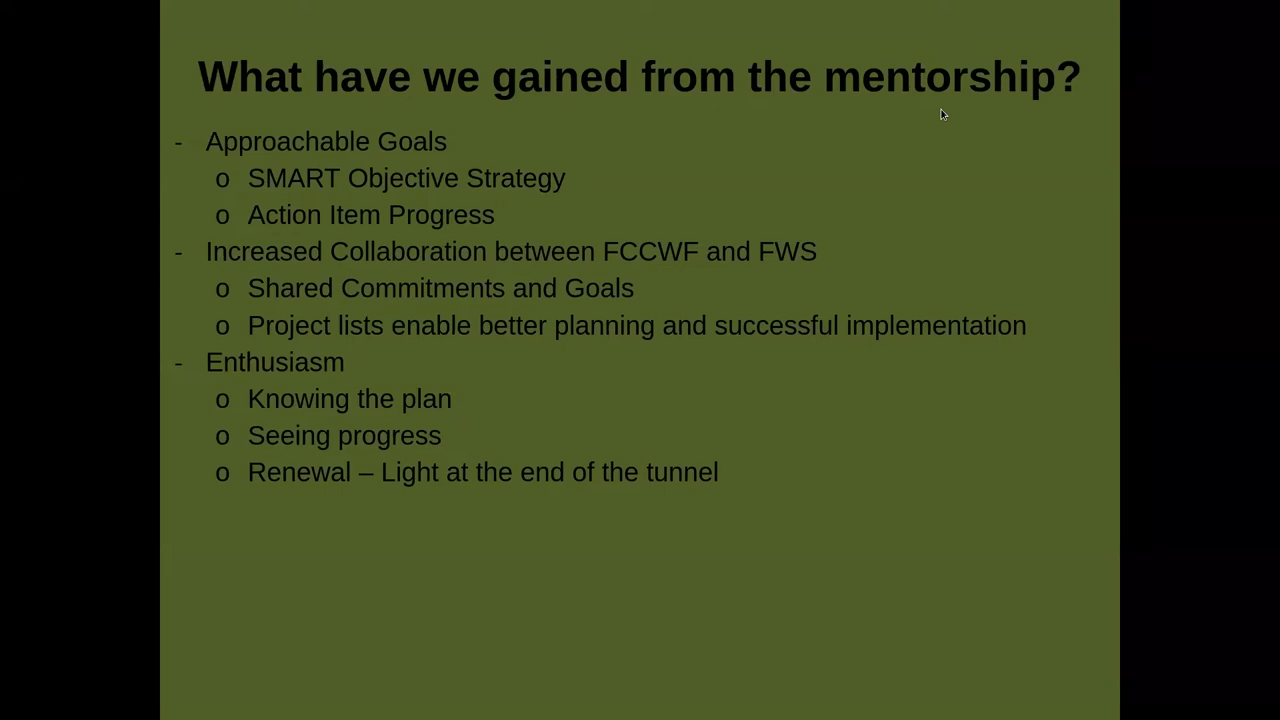 What have we gained from the mentorship?
- Approachable Goals
o SMART Objective Strategy
o Action Item Progress
- Increased Collaboration between FCCWF and FWS
o Shared Commitments and Goals
o Project lists enable better planning and successful implementation
- Enthusiasm
o Knowing the plan
o Seeing progress
o Renewal – Light at the end of the tunnel